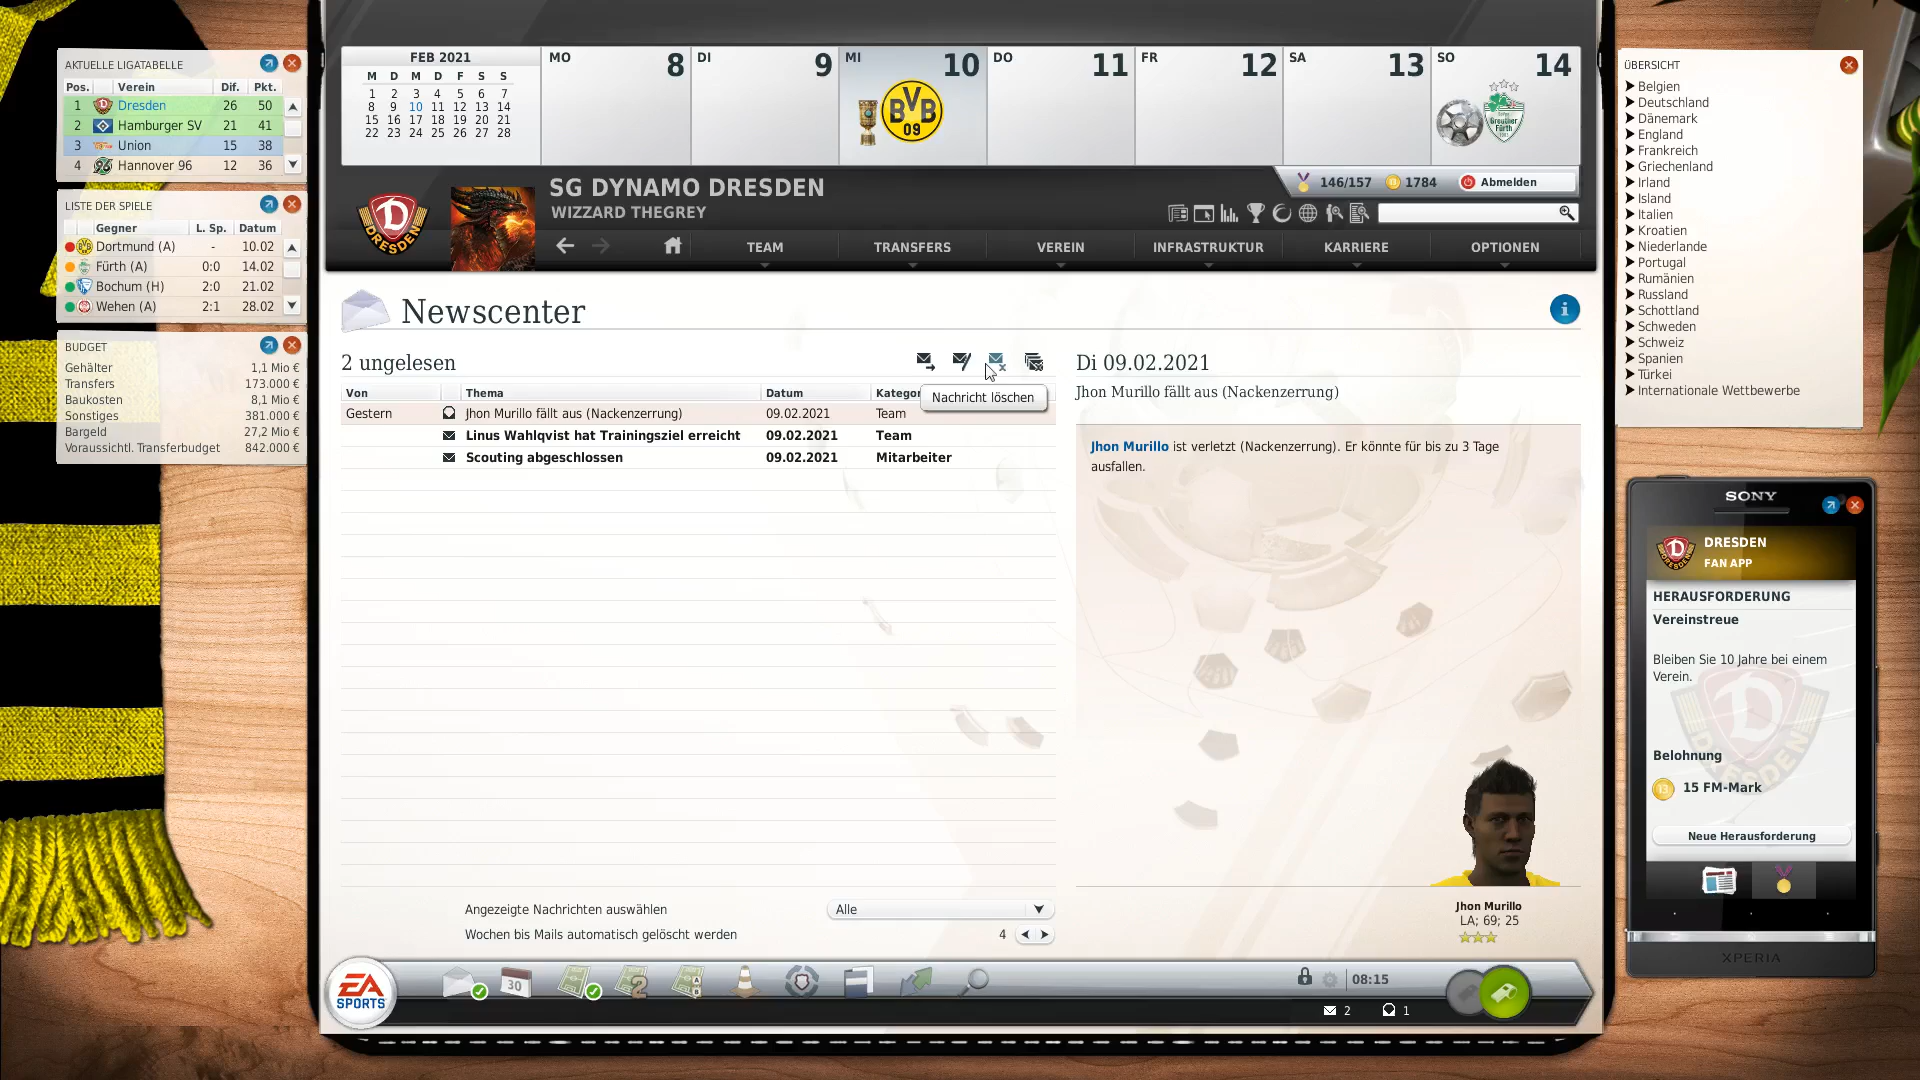 AKTUELLE LIGATABELLE
Pos. Verein Dif. Pkt.
1 Dresden 26 50
2 Hamburger SV 21 41
3 Union 15 38
4 Hannover 96 12 36
LISTE DER SPIELE
Gegner L. Sp. Datum
Dortmund (A) - 10.02
Fürth (A) 0:0 14.02
Bochum (H) 2:0 21.02
Wehen (A) 2:1 28.02
BUDGET
Gehälter 1,1 Mio €
Transfers 173.000 €
Baukosten 8,1 Mio €
Sonstiges 381.000 €
Bargeld 27,2 Mio €
Voraussichtl. Transferbudget 842.000 €
FEB 2021
M D M D F S S
1 2 3 4 5 6 7
8 9 10 11 12 13 14
15 16 17 18 19 20 21
22 23 24 25 26 27 28
MO 8
DI 9
MI 10
BVB 09
DO 11
FR 12
SA 13
SO 14
Greuther Fürth
SG DYNAMO DRESDEN
WIZZARD THEGREY
D DRESDEN
146/157 1784 Abmelden
TEAM TRANSFERS VEREIN INFRASTRUKTUR KARRIERE OPTIONEN
Newscenter
2 ungelesen
Von Thema Datum Kategor
Nachricht löschen
Gestern Jhon Murillo fällt aus (Nackenzerrung) 09.02.2021 Team
Linus Wahlqvist hat Trainingsziel erreicht 09.02.2021 Team
Scouting abgeschlossen 09.02.2021 Mitarbeiter
Angezeigte Nachrichten auswählen Alle
Wochen bis Mails automatisch gelöscht werden 4
Di 09.02.2021
Jhon Murillo fällt aus (Nackenzerrung)
Jhon Murillo ist verletzt (Nackenzerrung). Er könnte für bis zu 3 Tage
ausfallen.
Jhon Murillo
LA; 69; 25
EA SPORTS
30
2
08:15
2 1
ÜBERSICHT
Belgien
Deutschland
Dänemark
England
Frankreich
Griechenland
Irland
Island
Italien
Kroatien
Niederlande
Portugal
Rumänien
Russland
Schottland
Schweden
Schweiz
Spanien
Türkei
Internationale Wettbewerbe
SONY
DRESDEN
FAN APP
HERAUSFORDERUNG
Vereinstreue
Bleiben Sie 10 Jahre bei einem
Verein.
Belohnung
13 15 FM-Mark
Neue Herausforderung
XPERIA